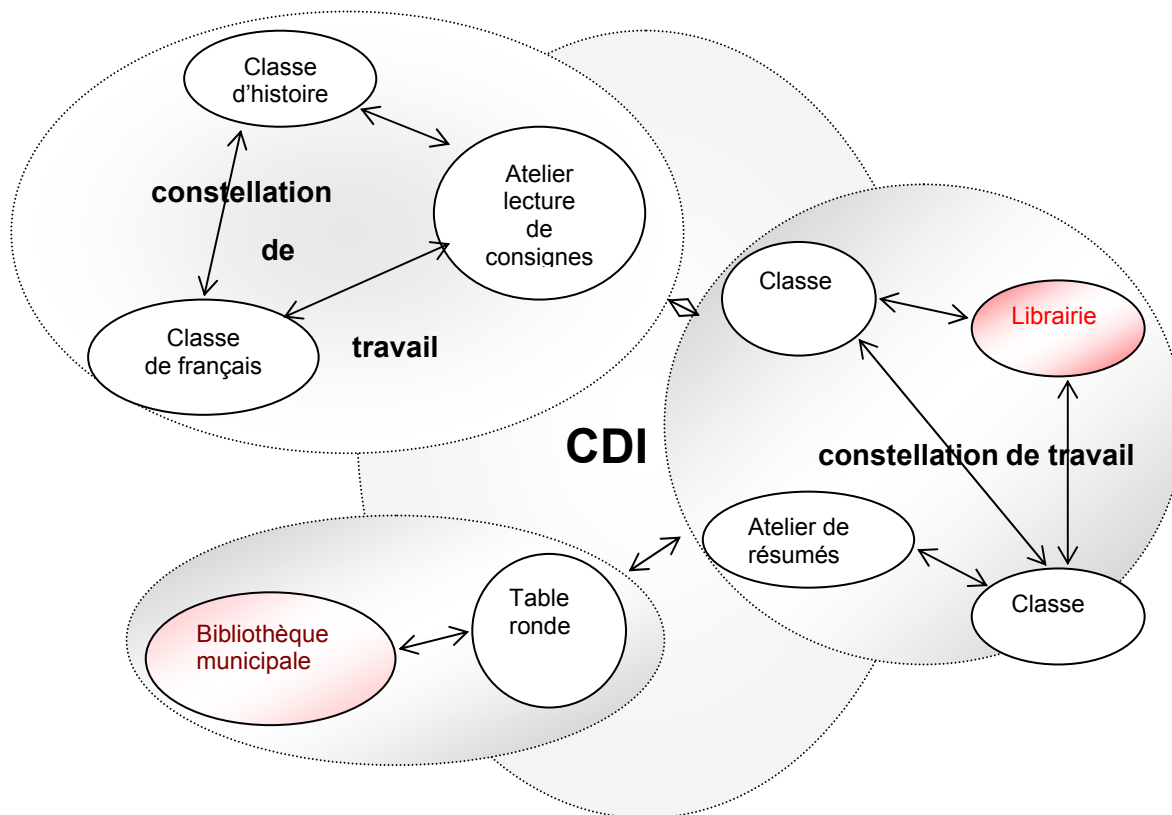 Classe
d'histoire
constellation
de
travail
Atelier
lecture
de
consignes
Classe
de français
Classe
Librairie
CDI
constellation de travail
Atelier de
résumés
Classe
Table
ronde
Bibliothèque
municipale